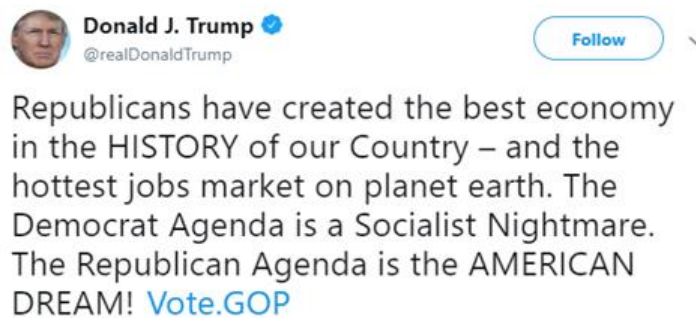 Donald J. Trump
@realDonaldTrump
Follow
Republicans have created the best economy
in the HISTORY of our Country – and the
hottest jobs market on planet earth. The
Democrat Agenda is a Socialist Nightmare.
The Republican Agenda is the AMERICAN
DREAM! Vote.GOP